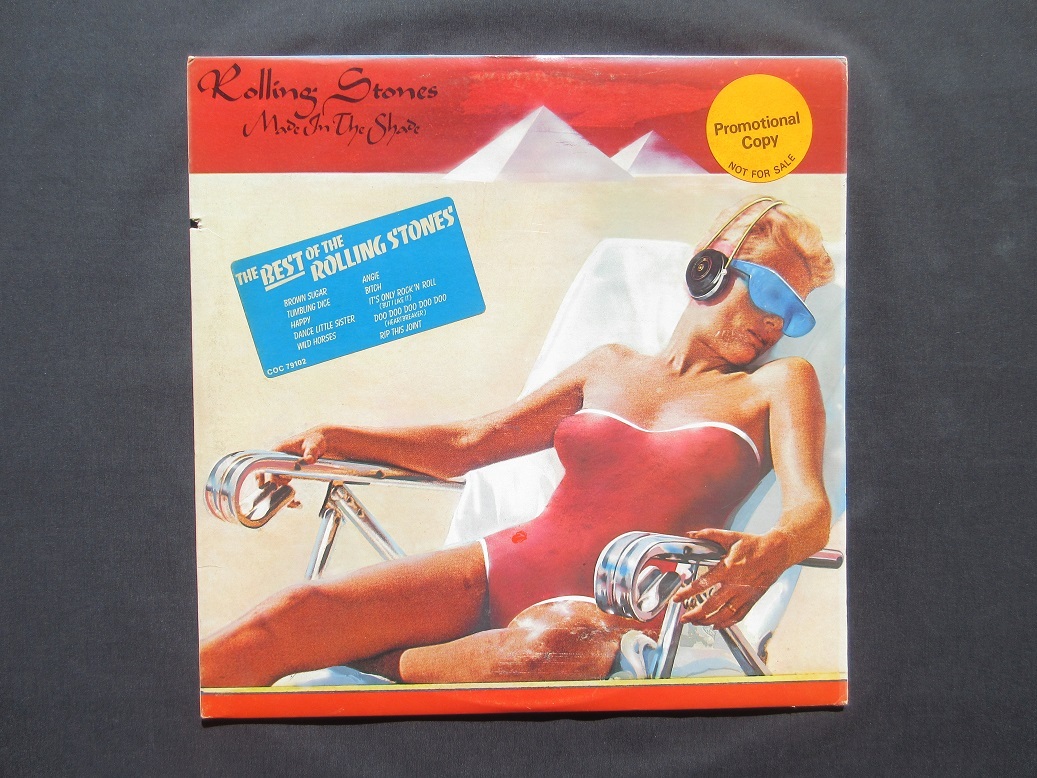 Rolling Stones
Made In The Shade
Promotional
Copy
NOT FOR SALE
THE BEST OF THE
ROLLING STONES
BROWN SUGAR
TUMBLING DICE
HAPPY
DANCE LITTLE SISTER
WILD HORSES
ANGIE
BITCH
IT'S ONLY ROCK'N ROLL
(BUT I LIKE IT)
DOO DOO DOO DOO DOO
(HEARTBREAKER)
RIP THIS JOINT
COC 79102